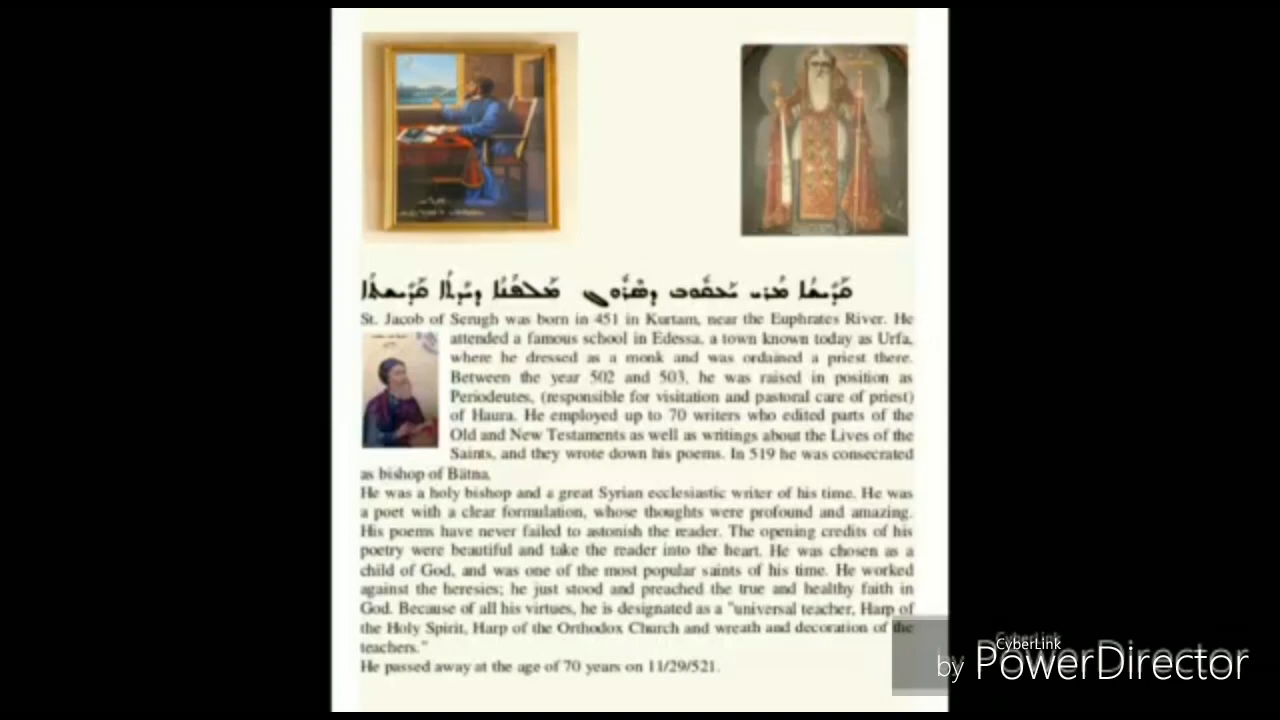 ܩܕܝܫܐ ܡܪܝ ܝܥܩܘܒ ܕܣܪܘܓ ܡܠܦܢܐ ܕܥܕܬܐ ܩܕܝܫܬܐ
St. Jacob of Serugh was born in 451 in Kurtam, near the Euphrates River. He
attended a famous school in Edessa, a town known today as Urfa,
where he dressed as a monk and was ordained a priest there.
Between the year 502 and 503, he was raised in position as
Periodeutes, (responsible for visitation and pastoral care of priest)
of Haura. He employed up to 70 writers who edited parts of the
Old and New Testaments as well as writings about the Lives of the
Saints, and they wrote down his poems. In 519 he was consecrated
as bishop of Bätna.
He was a holy bishop and a great Syrian ecclesiastic writer of his time. He was
a poet with a clear formulation, whose thoughts were profound and amazing.
His poems have never failed to astonish the reader. The opening credits of his
poetry were beautiful and take the reader into the heart. He was chosen as a
child of God, and was one of the most popular saints of his time. He worked
against the heresies; he just stood and preached the true and healthy faith in
God. Because of all his virtues, he is designated as a "universal teacher, Harp of
the Holy Spirit, Harp of the Orthodox Church and wreath and decoration of the
teachers."
He passed away at the age of 70 years on 11/29/521.
CyberLink
by PowerDirector